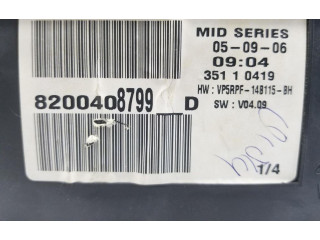 MID SERIES
05-09-06
09:04
351 1 0419
HW : VP5RPF-14B115-BH
SW : V04.09
8200408799__D
1/4